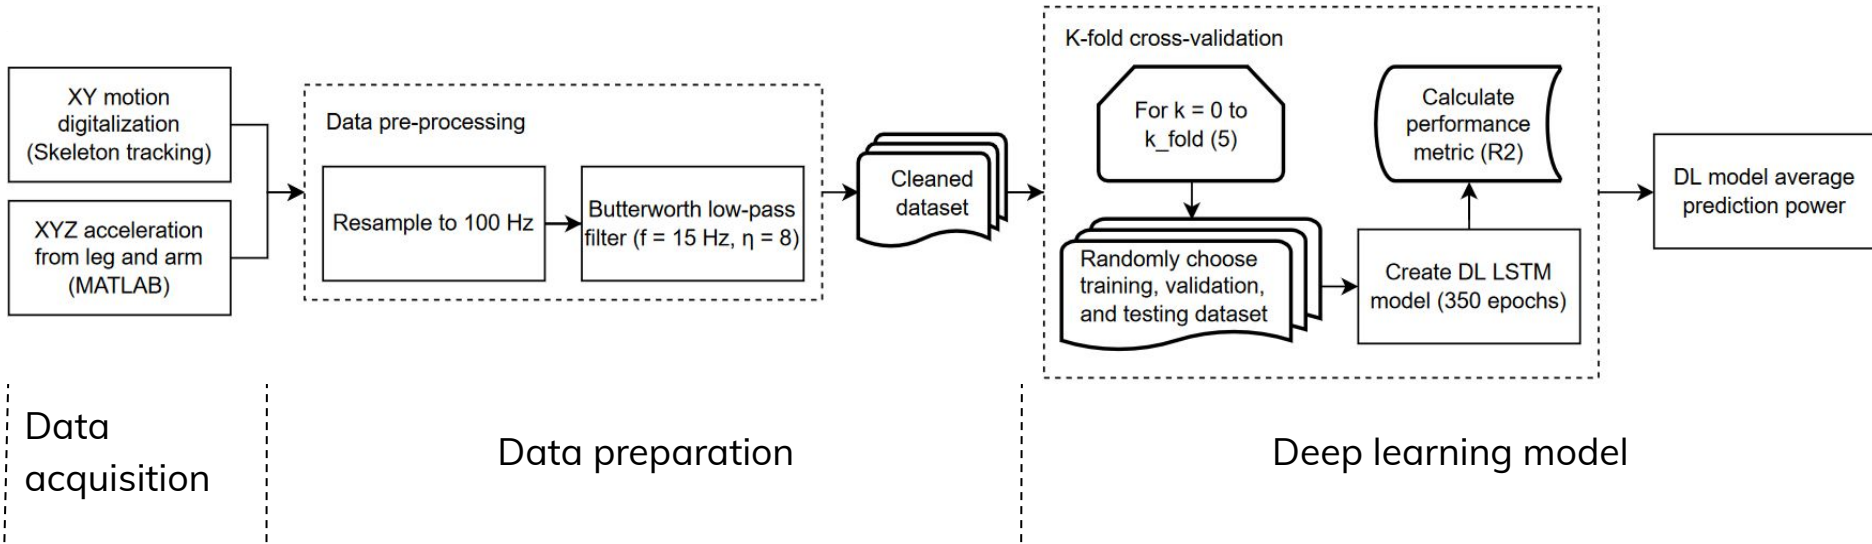 XY motion
digitalization
(Skeleton tracking)
XYZ acceleration
from leg and arm
(MATLAB)
Data pre-processing
Resample to 100 Hz
Butterworth low-pass
filter (f = 15 Hz, η = 8)
Cleaned
dataset
K-fold cross-validation
For k = 0 to
k_fold (5)
Randomly choose
training, validation,
and testing dataset
Create DL LSTM
model (350 epochs)
Calculate
performance
metric (R2)
DL model average
prediction power
Data
acquisition
Data preparation
Deep learning model